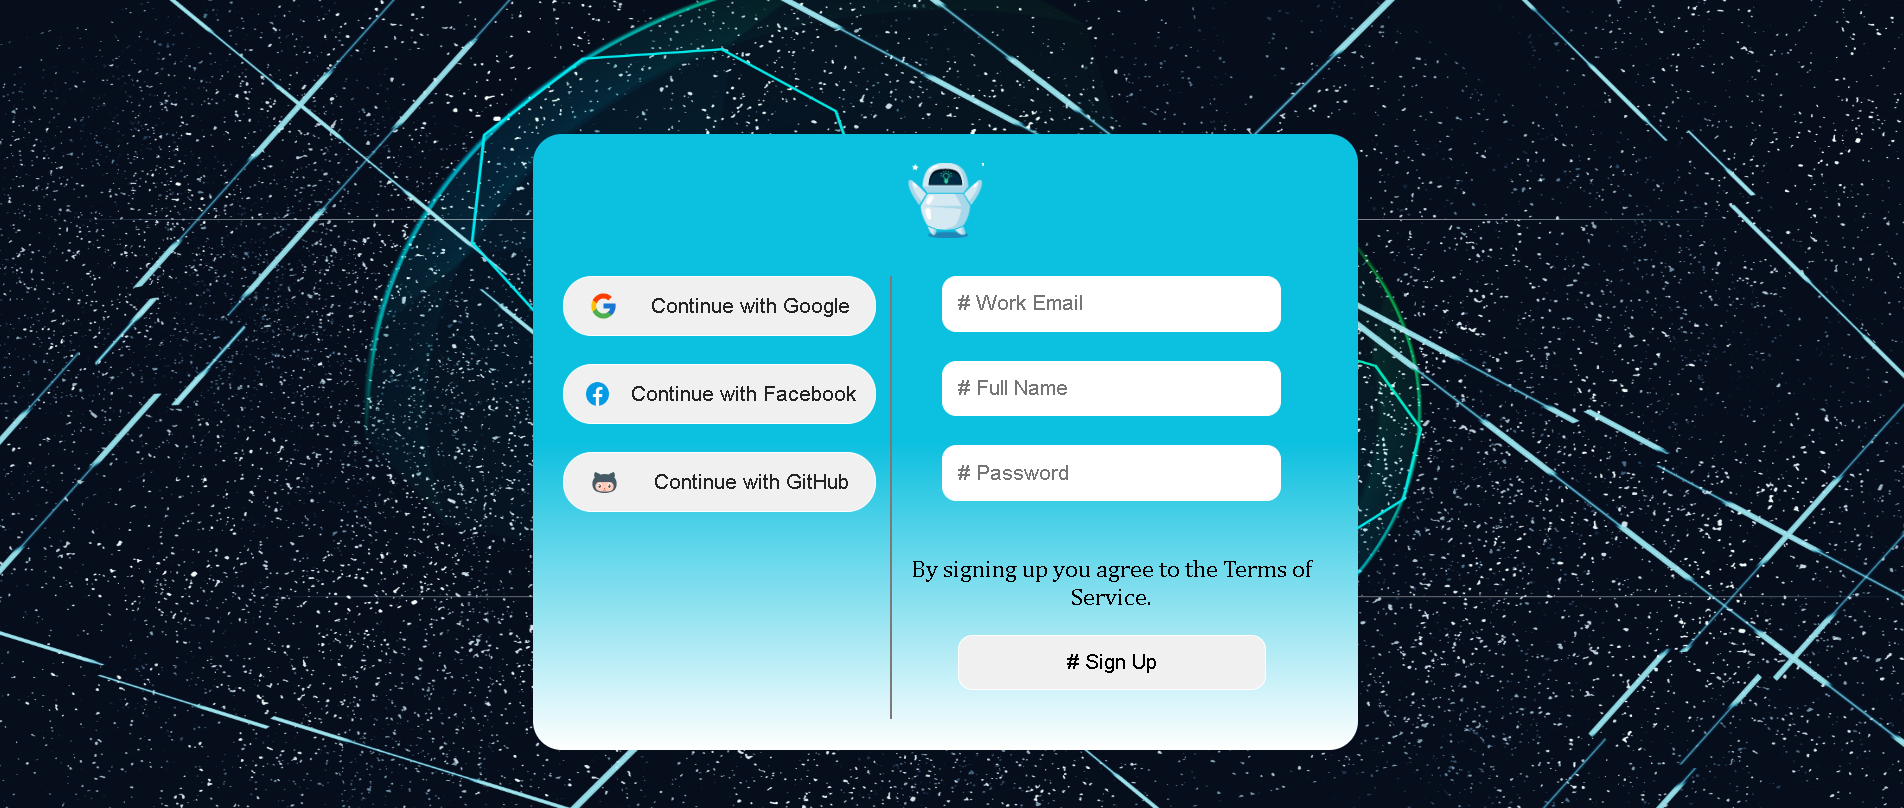 Continue with Google
Continue with Facebook
Continue with GitHub
# Work Email
# Full Name
# Password
By signing up you agree to the Terms of
Service.
# Sign Up